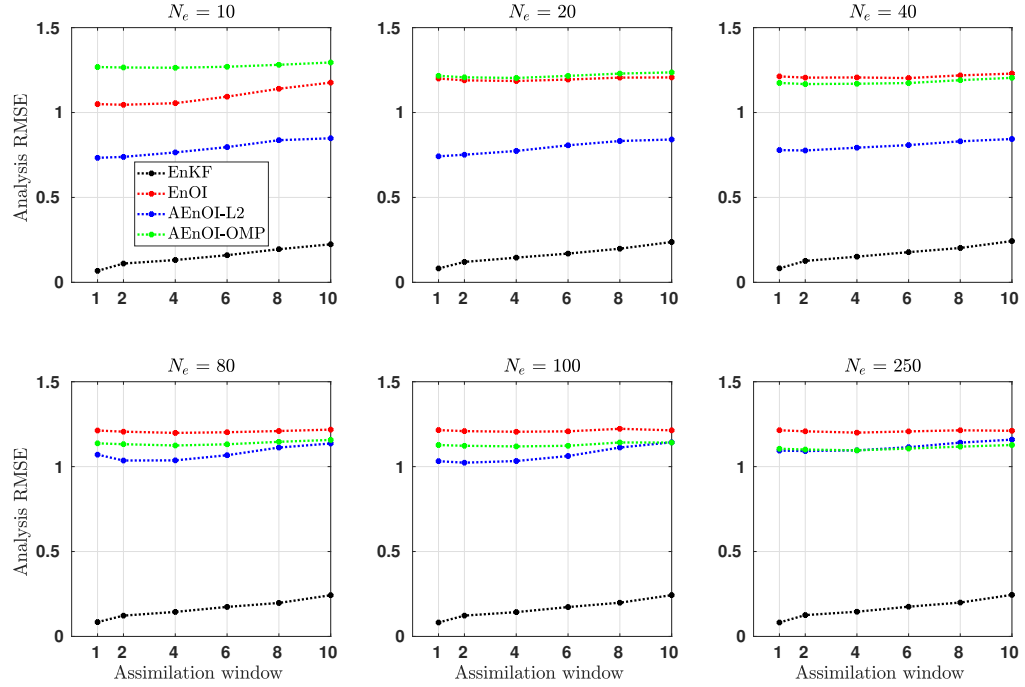 N_e = 10
N_e = 20
N_e = 40
Analysis RMSE
1.5
1
0.5
0
EnKF
EnOI
AEnOI-L2
AEnOI-OMP
1 2 4 6 8 10
1.5
1
0.5
0
1 2 4 6 8 10
1.5
1
0.5
0
1 2 4 6 8 10
N_e = 80
N_e = 100
N_e = 250
Analysis RMSE
1.5
1
0.5
0
1 2 4 6 8 10
Assimilation window
1.5
1
0.5
0
1 2 4 6 8 10
Assimilation window
1.5
1
0.5
0
1 2 4 6 8 10
Assimilation window